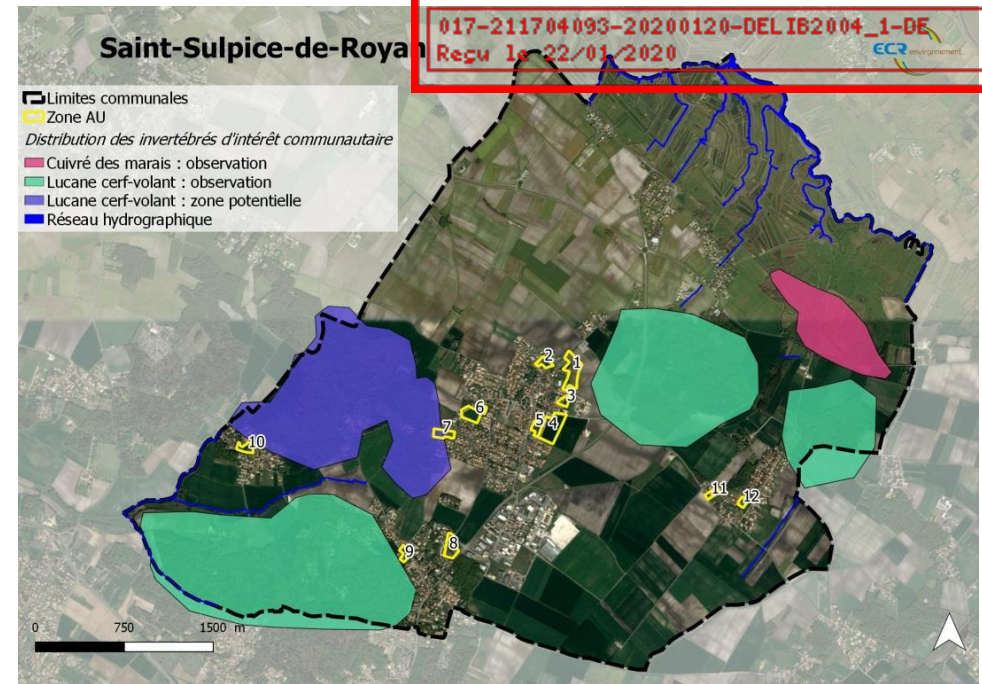 017-211704093-20200120-DELIB2004_1-DE
Reçu le 22/01/2020
Saint-Sulpice-de-Royan
ECR environnement
Limites communales
Zone AU
Distribution des invertébrés d'intérêt communautaire
Cuivré des marais : observation
Lucane cerf-volant : observation
Lucane cerf-volant : zone potentielle
Réseau hydrographique
2
1
3
6
5
4
7
10
11
12
8
9
0 750 1500 m